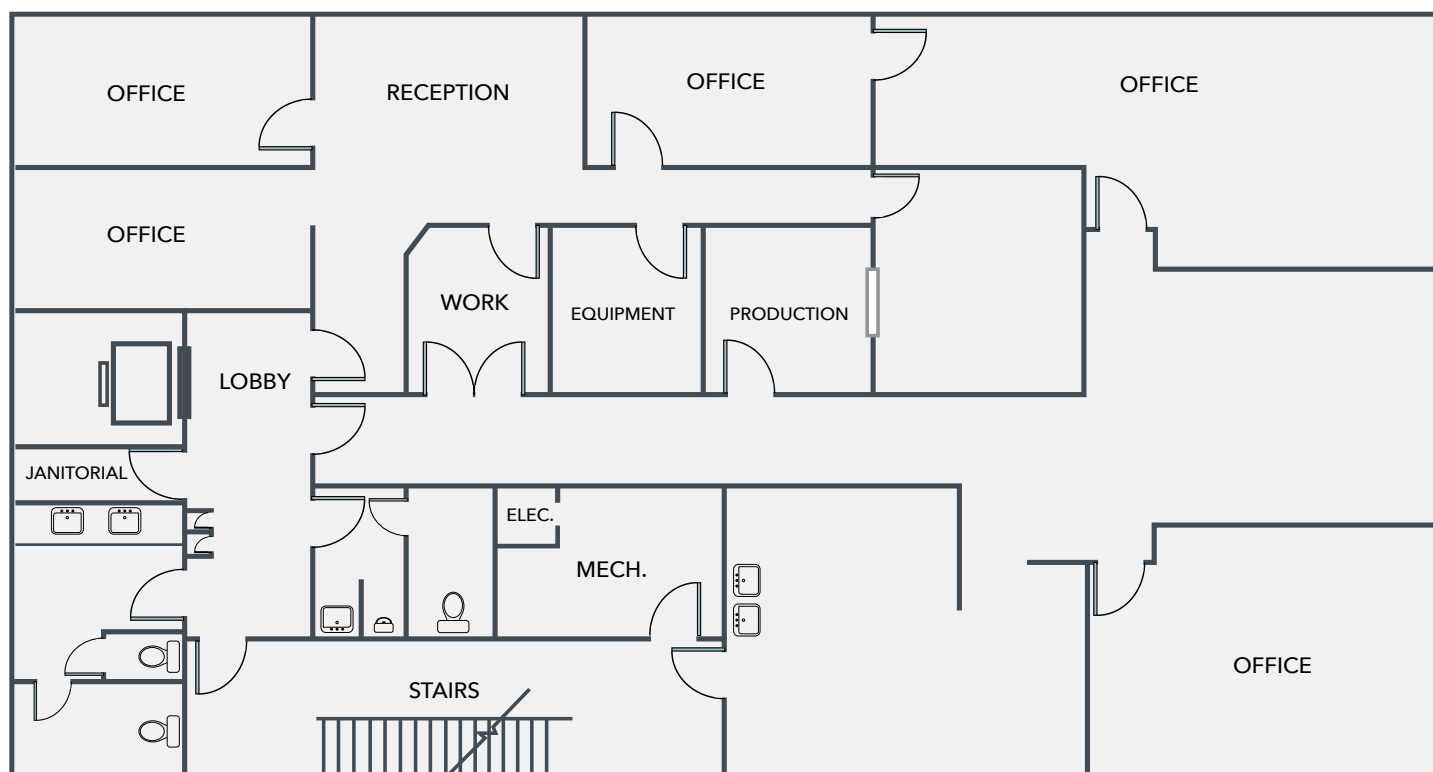 OFFICE
RECEPTION
OFFICE
OFFICE
OFFICE
WORK
EQUIPMENT
PRODUCTION
LOBBY
JANITORIAL
ELEC.
MECH.
STAIRS
OFFICE